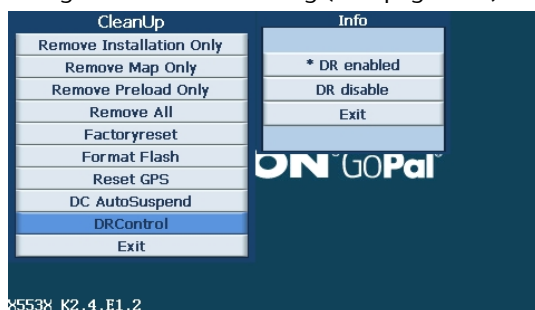 CleanUp
Remove Installation Only
Remove Map Only
Remove Preload Only
Remove All
Factoryreset
Format Flash
Reset GPS
DC AutoSuspend
DRControl
Exit
Info
* DR enabled
DR disable
Exit
ON GoPal
X553X K2.4.E1.2